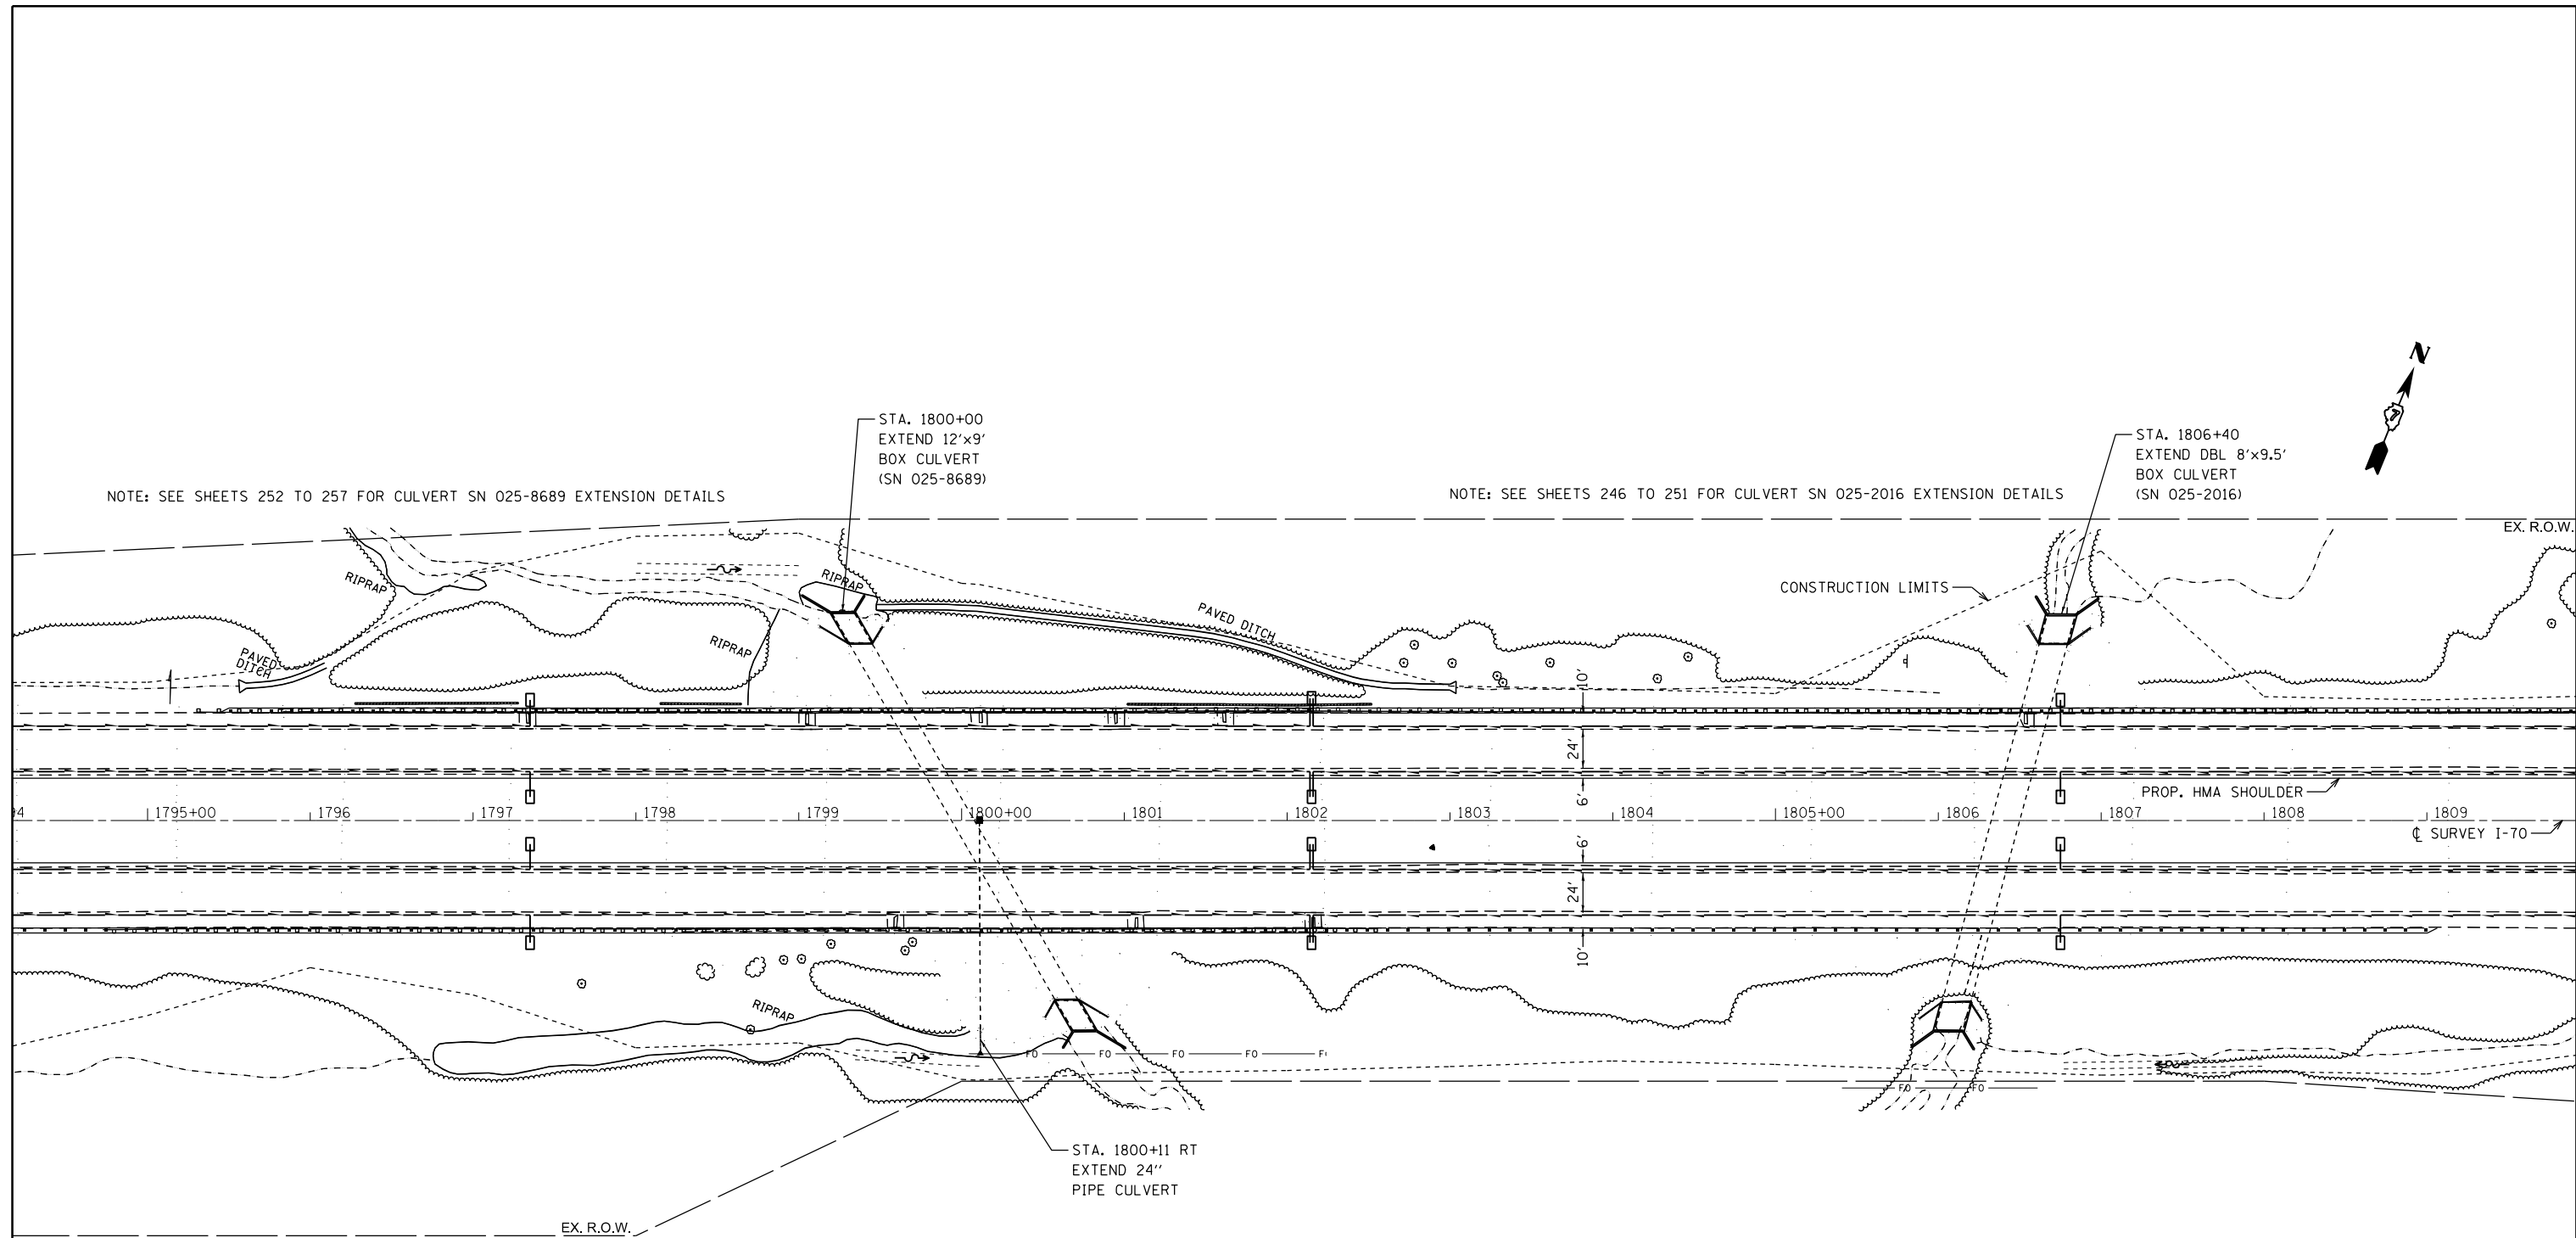 STA. 1800+00
EXTEND 12'x9'
BOX CULVERT
(SN 025-8689)
STA. 1806+40
EXTEND DBL 8'x9.5'
BOX CULVERT
(SN 025-2016)
N
NOTE: SEE SHEETS 252 TO 257 FOR CULVERT SN 025-8689 EXTENSION DETAILS
NOTE: SEE SHEETS 246 TO 251 FOR CULVERT SN 025-2016 EXTENSION DETAILS
EX. R.O.W.
RIPRAP
RIPRAP
CONSTRUCTION LIMITS
PAVED DITCH
RIPRAP
PAVED
DITCH
10'
24'
6'
PROP. HMA SHOULDER
94 1795+00 1796 1797 1798 1799 1800+00 1801 1802 1803 1804 1805+00 1806 1807 1808 1809
℄ SURVEY I-70
6'
24'
10'
RIPRAP
FO FO FO FO F
FO FO
STA. 1800+11 RT
EXTEND 24''
PIPE CULVERT
EX. R.O.W.